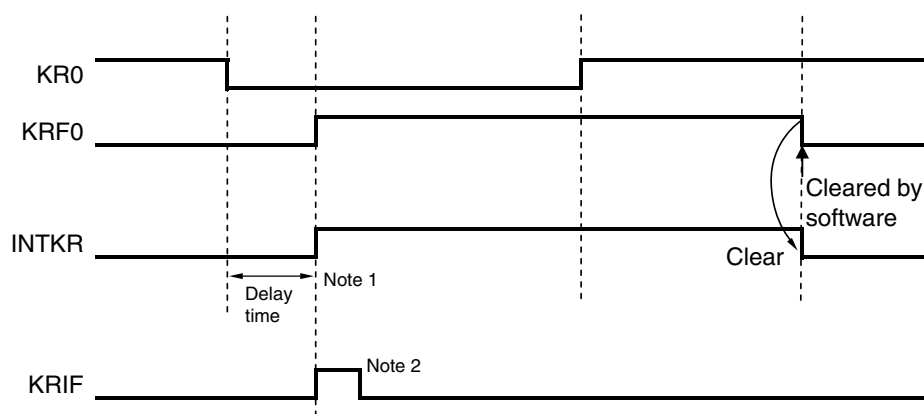 KR0
KRF0
Cleared by
software
INTKR
Clear
Note 1
Delay
time
Note 2
KRIF